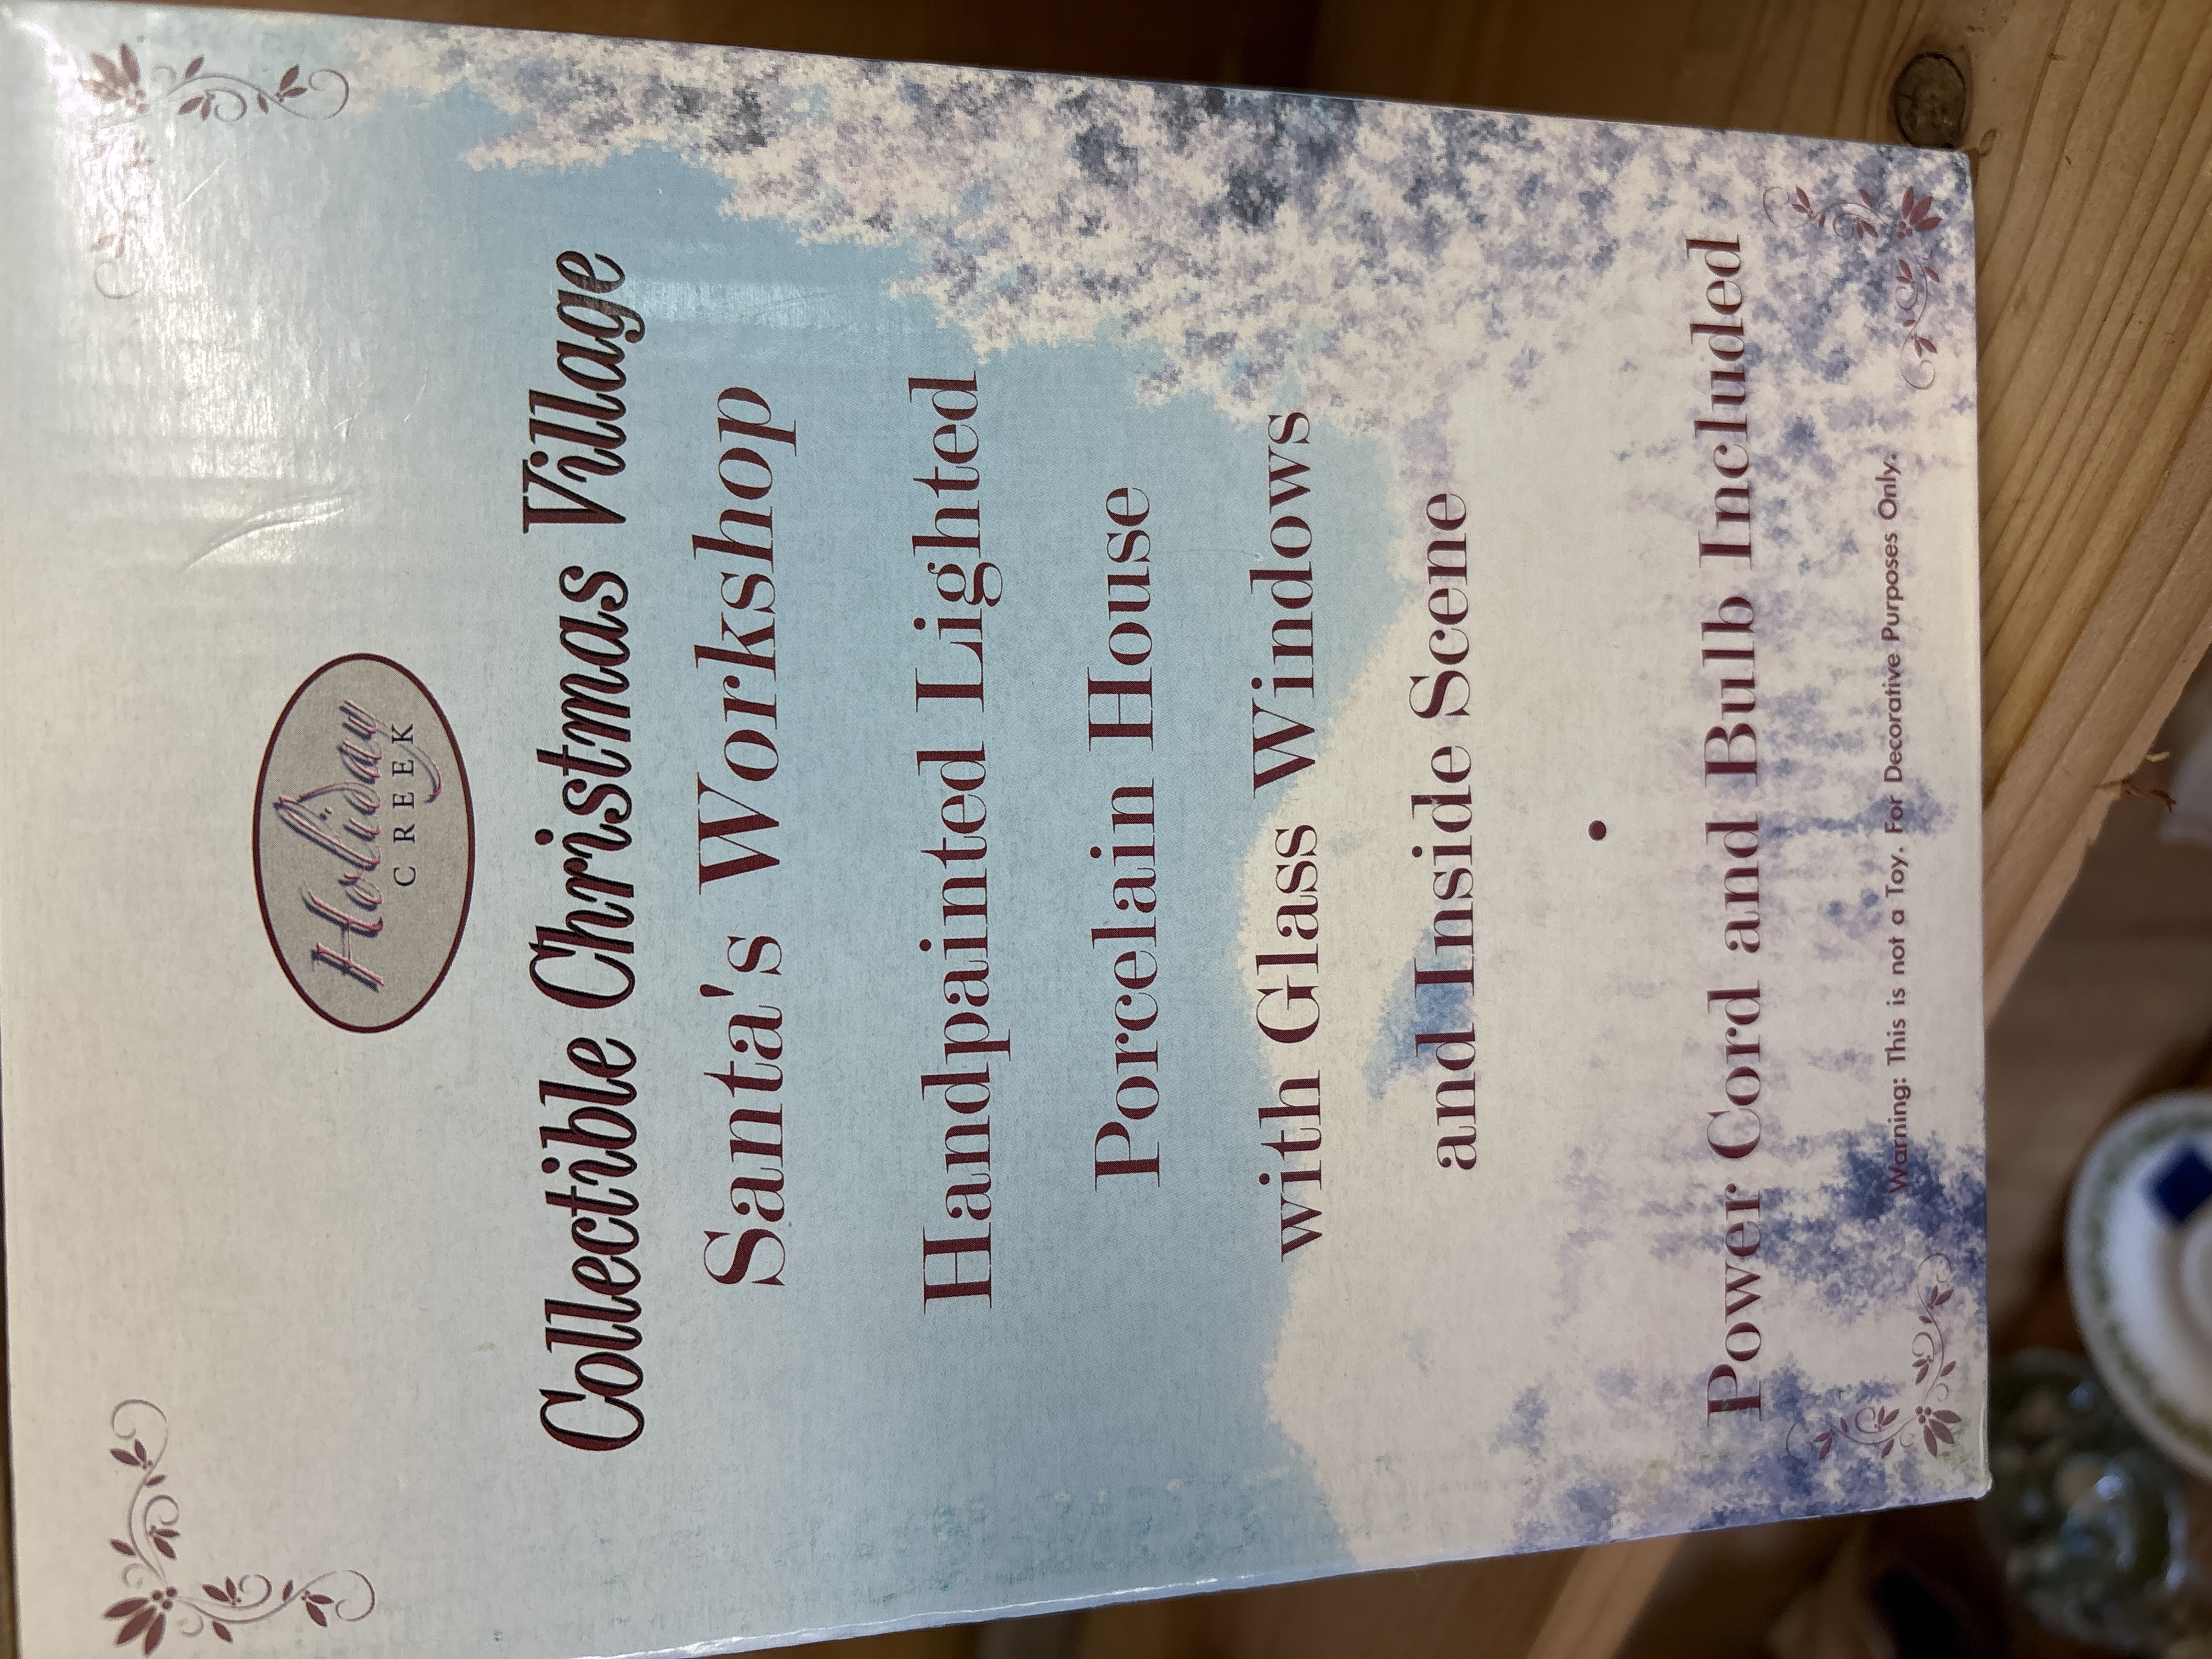 Holiday
CREEK
Collectible Christmas Village
Santa's Workshop
Handpainted Lighted
Porcelain House
with Glass Windows
and Inside Scene
•
Power Cord and Bulb Included
Warning: This is not a Toy. For Decorative Purposes Only.